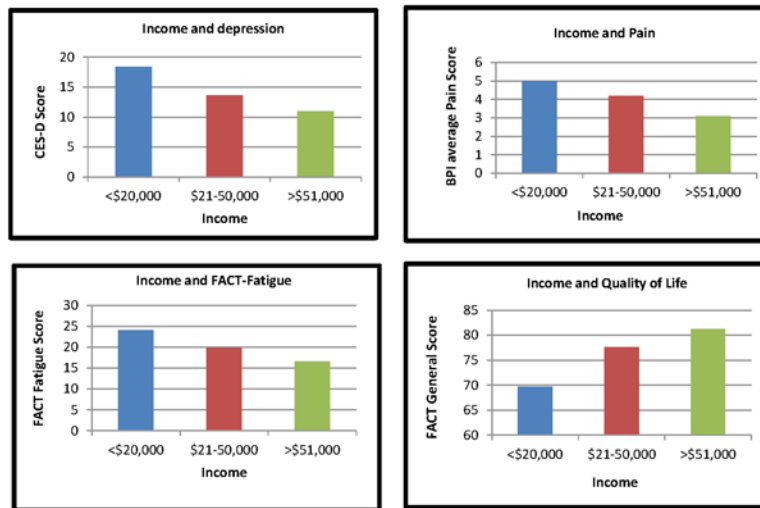 Income and depression
CES-D Score
20
15
10
5
0
<$20,000 $21-50,000 >$51,000
Income
Income and Pain
BPI average Pain Score
6
5
4
3
2
1
0
<$20,000 $21-50,000 >$51,000
Income
Income and FACT-Fatigue
FACT Fatigue Score
30
25
20
15
10
5
0
<$20,000 $21-50,000 >$51,000
Income
Income and Quality of Life
FACT General Score
85
80
75
70
65
60
<$20,000 $21-50,000 >$51,000
Income